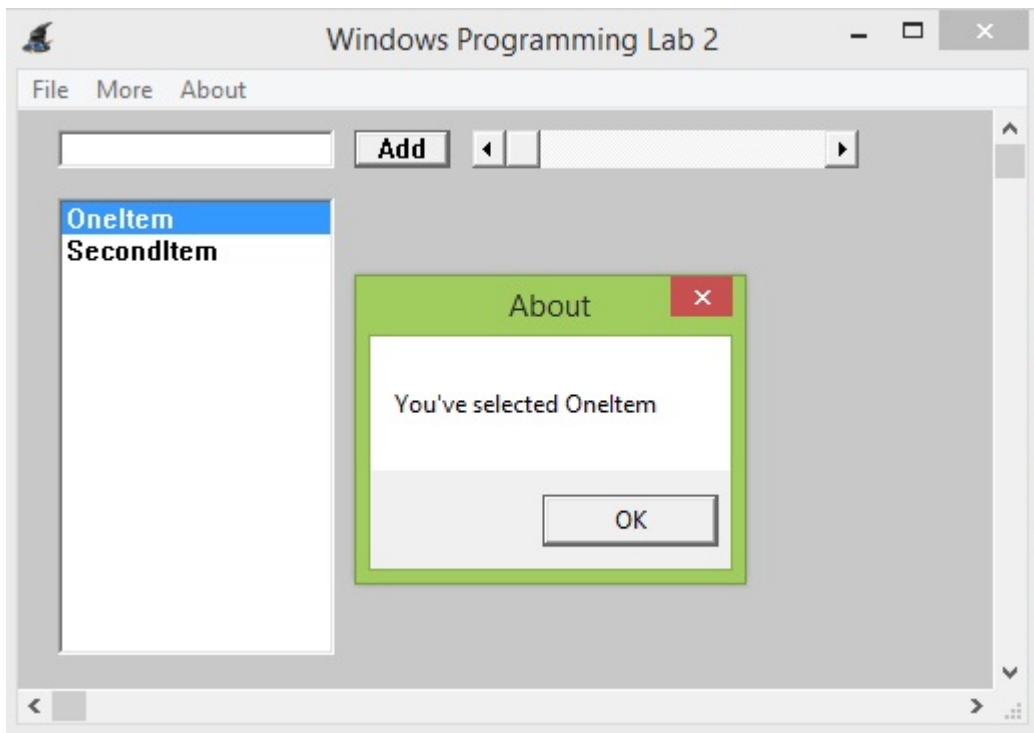 Windows Programming Lab 2
File More About
Add
OneItem
SecondItem
About
You've selected OneItem
OK